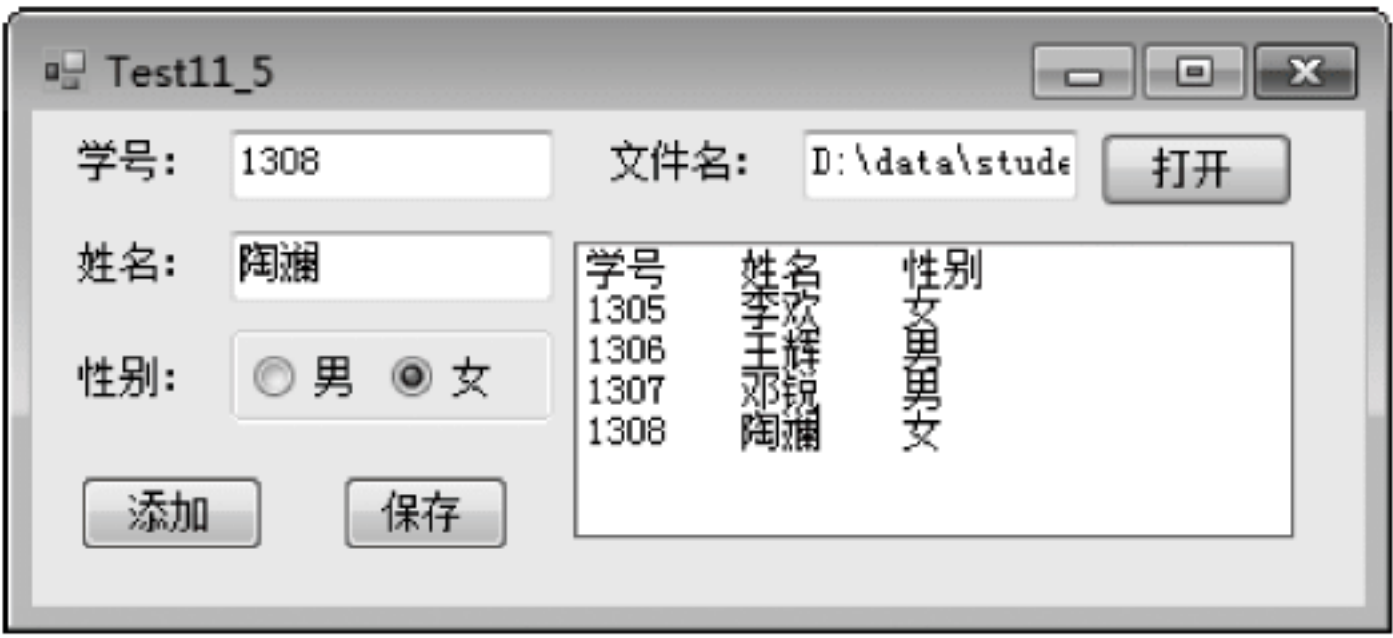 Test11_5
学号： 1308 文件名： D:\data\stude 打开
姓名： 陶斓
性别： 男 女
学号 姓名 性别
1305 李欢 女
1306 王辉 男
1307 邓锐 男
1308 陶斓 女
添加 保存